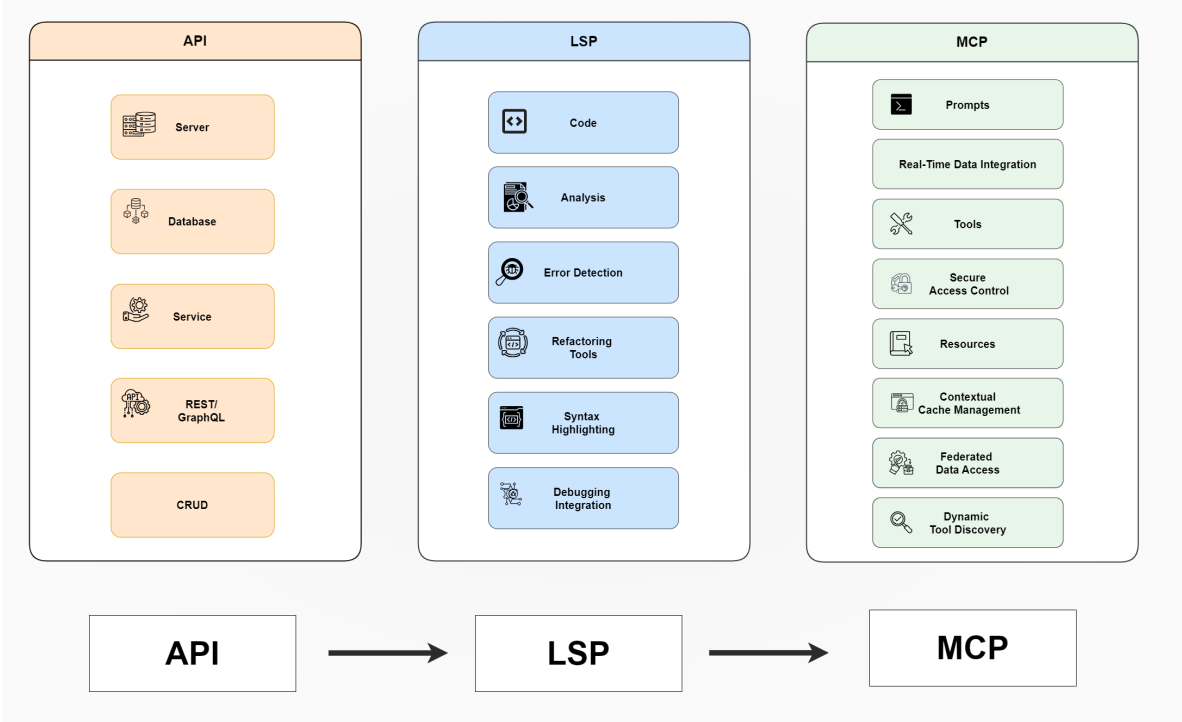 API
Server
Database
Service
API
REST/
GraphQL
CRUD
LSP
Code
Analysis
Error Detection
Refactoring
Tools
Syntax
Highlighting
Debugging
Integration
MCP
Prompts
Real-Time Data Integration
Tools
Secure
Access Control
Resources
Contextual
Cache Management
Federated
Data Access
Dynamic
Tool Discovery
API
LSP
MCP